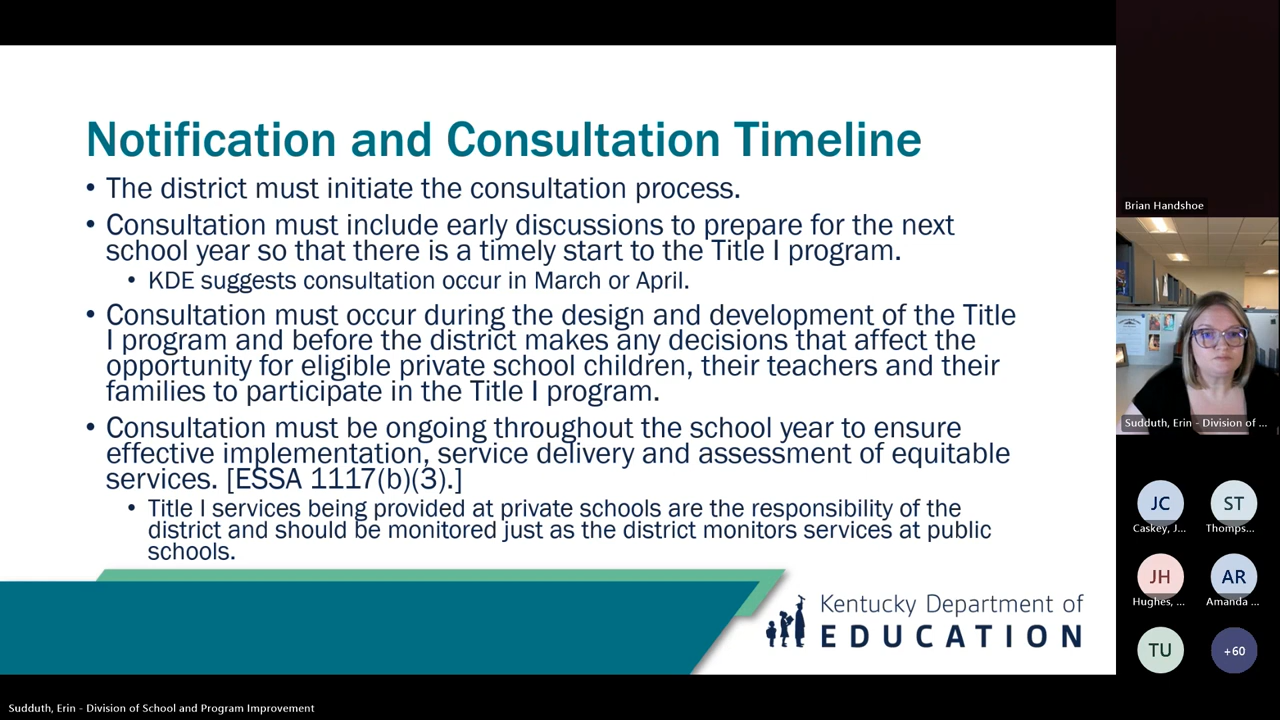 Notification and Consultation Timeline
• The district must initiate the consultation process.
• Consultation must include early discussions to prepare for the next
school year so that there is a timely start to the Title I program.
• KDE suggests consultation occur in March or April.
• Consultation must occur during the design and development of the Title
I program and before the district makes any decisions that affect the
opportunity for eligible private school children, their teachers and their
families to participate in the Title I program.
• Consultation must be ongoing throughout the school year to ensure
effective implementation, service delivery and assessment of equitable
services. [ESSA 1117(b)(3).]
• Title I services being provided at private schools are the responsibility of the
district and should be monitored just as the district monitors services at public
schools.
Kentucky Department of
EDUCATION
Brian Handshoe
Sudduth, Erin - Division of ...
JC
Caskey, J...
ST
Thomps...
JH
Hughes, ...
AR
Amanda ...
TU
+60
Sudduth, Erin - Division of School and Program Improvement